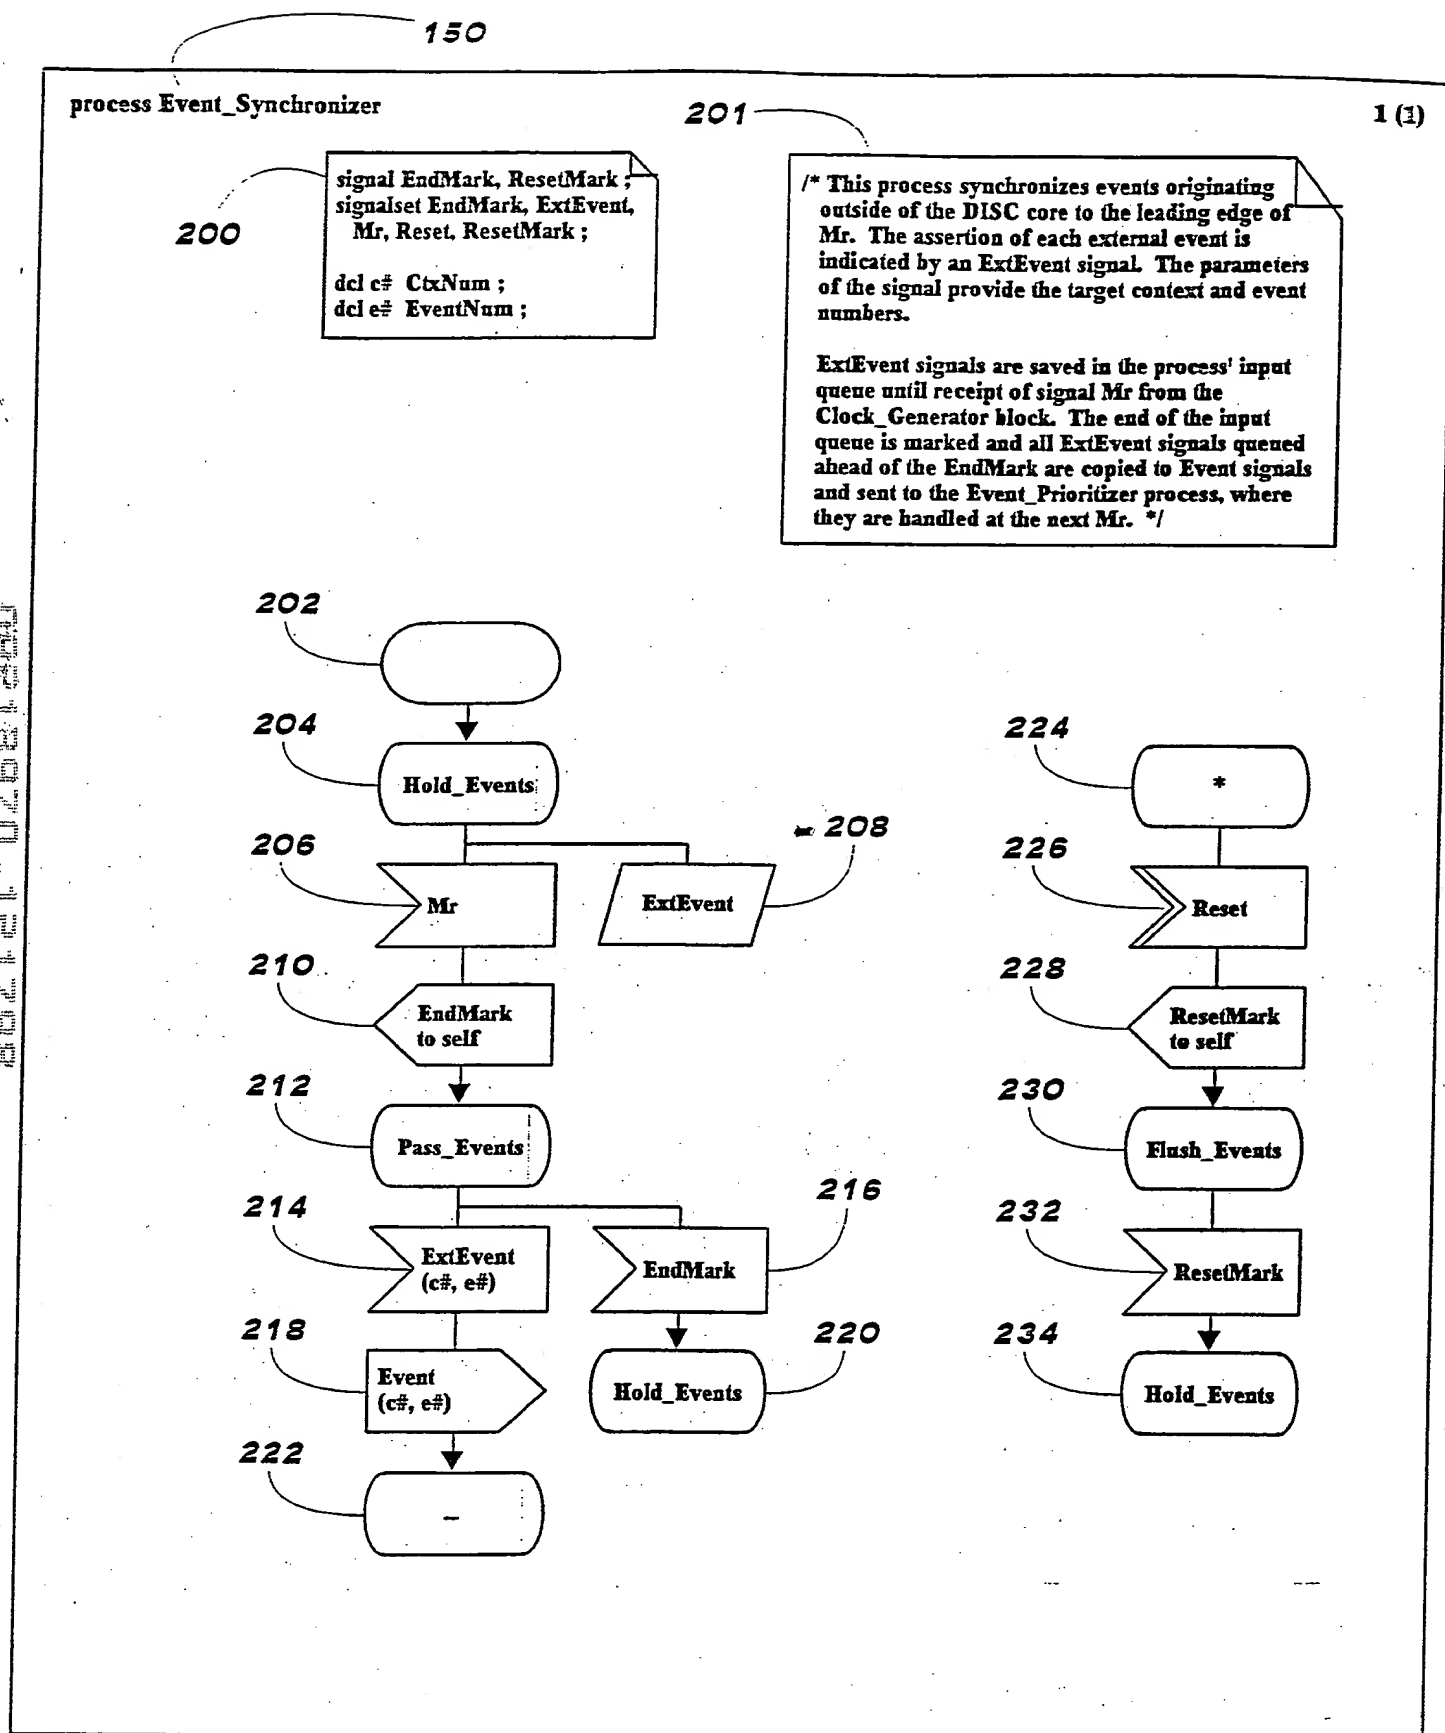 150
process Event_Synchronizer
201
1 (1)
200
signal EndMark, ResetMark ;
signalset EndMark, ExtEvent,
Mr, Reset, ResetMark ;
dcl c# CtxNum ;
dcl e# EventNum ;
/* This process synchronizes events originating
outside of the DISC core to the leading edge of
Mr. The assertion of each external event is
indicated by an ExtEvent signal. The parameters
of the signal provide the target context and event
numbers.
ExtEvent signals are saved in the process' input
queue until receipt of signal Mr from the
Clock_Generator block. The end of the input
queue is marked and all ExtEvent signals queued
ahead of the EndMark are copied to Event signals
and sent to the Event_Prioritizer process, where
they are handled at the next Mr. */
202
204
Hold_Events
206
Mr
208
ExtEvent
210
EndMark
to self
212
Pass_Events
214
ExtEvent
(c#, e#)
216
EndMark
218
Event
(c#, e#)
220
Hold_Events
222
–
224
*
226
Reset
228
ResetMark
to self
230
Flush_Events
232
ResetMark
234
Hold_Events